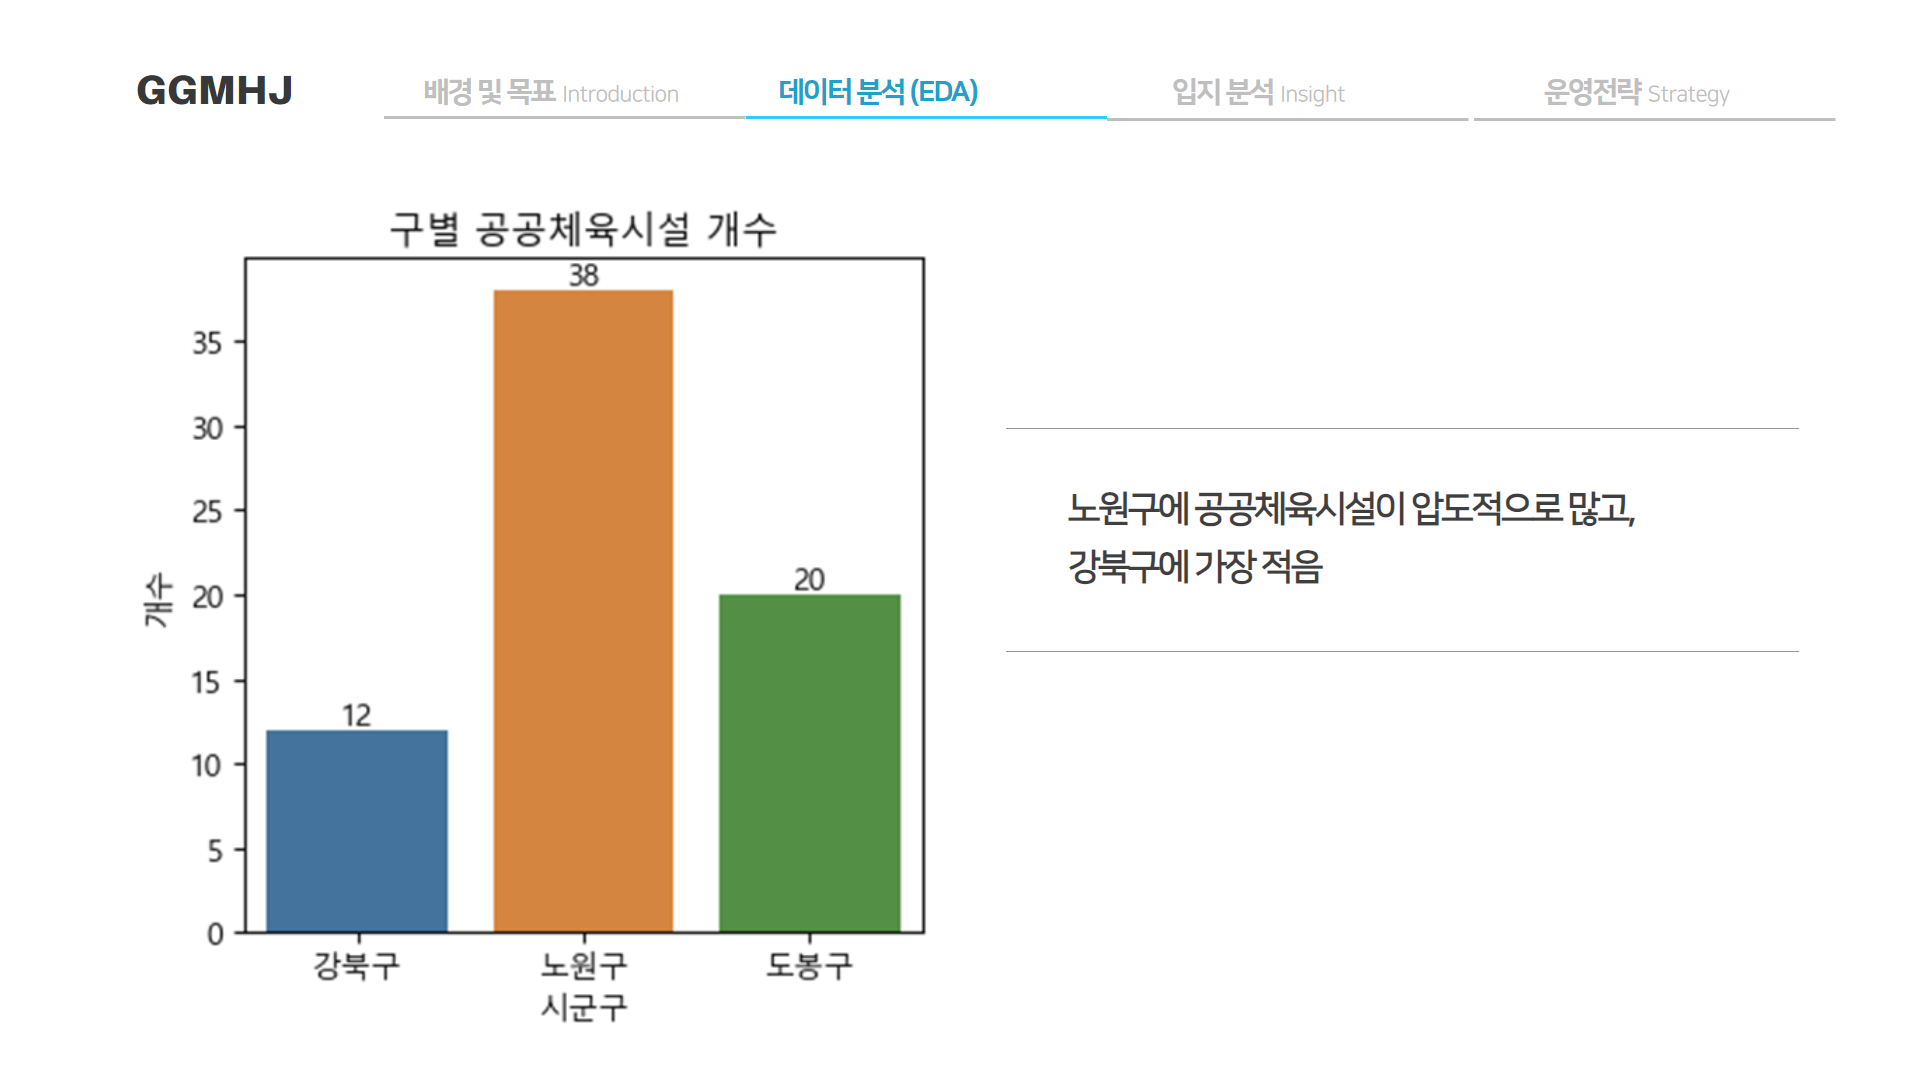 GGMHJ
배경 및 목표 Introduction
데이터 분석 (EDA)
입지 분석 Insight
운영전략 Strategy
구별 공공체육시설 개수
38
35
30
25
20
20
15
12
10
5
0
개수
강북구
노원구
도봉구
시군구
노원구에 공공체육시설이 압도적으로 많고,
강북구에 가장 적음